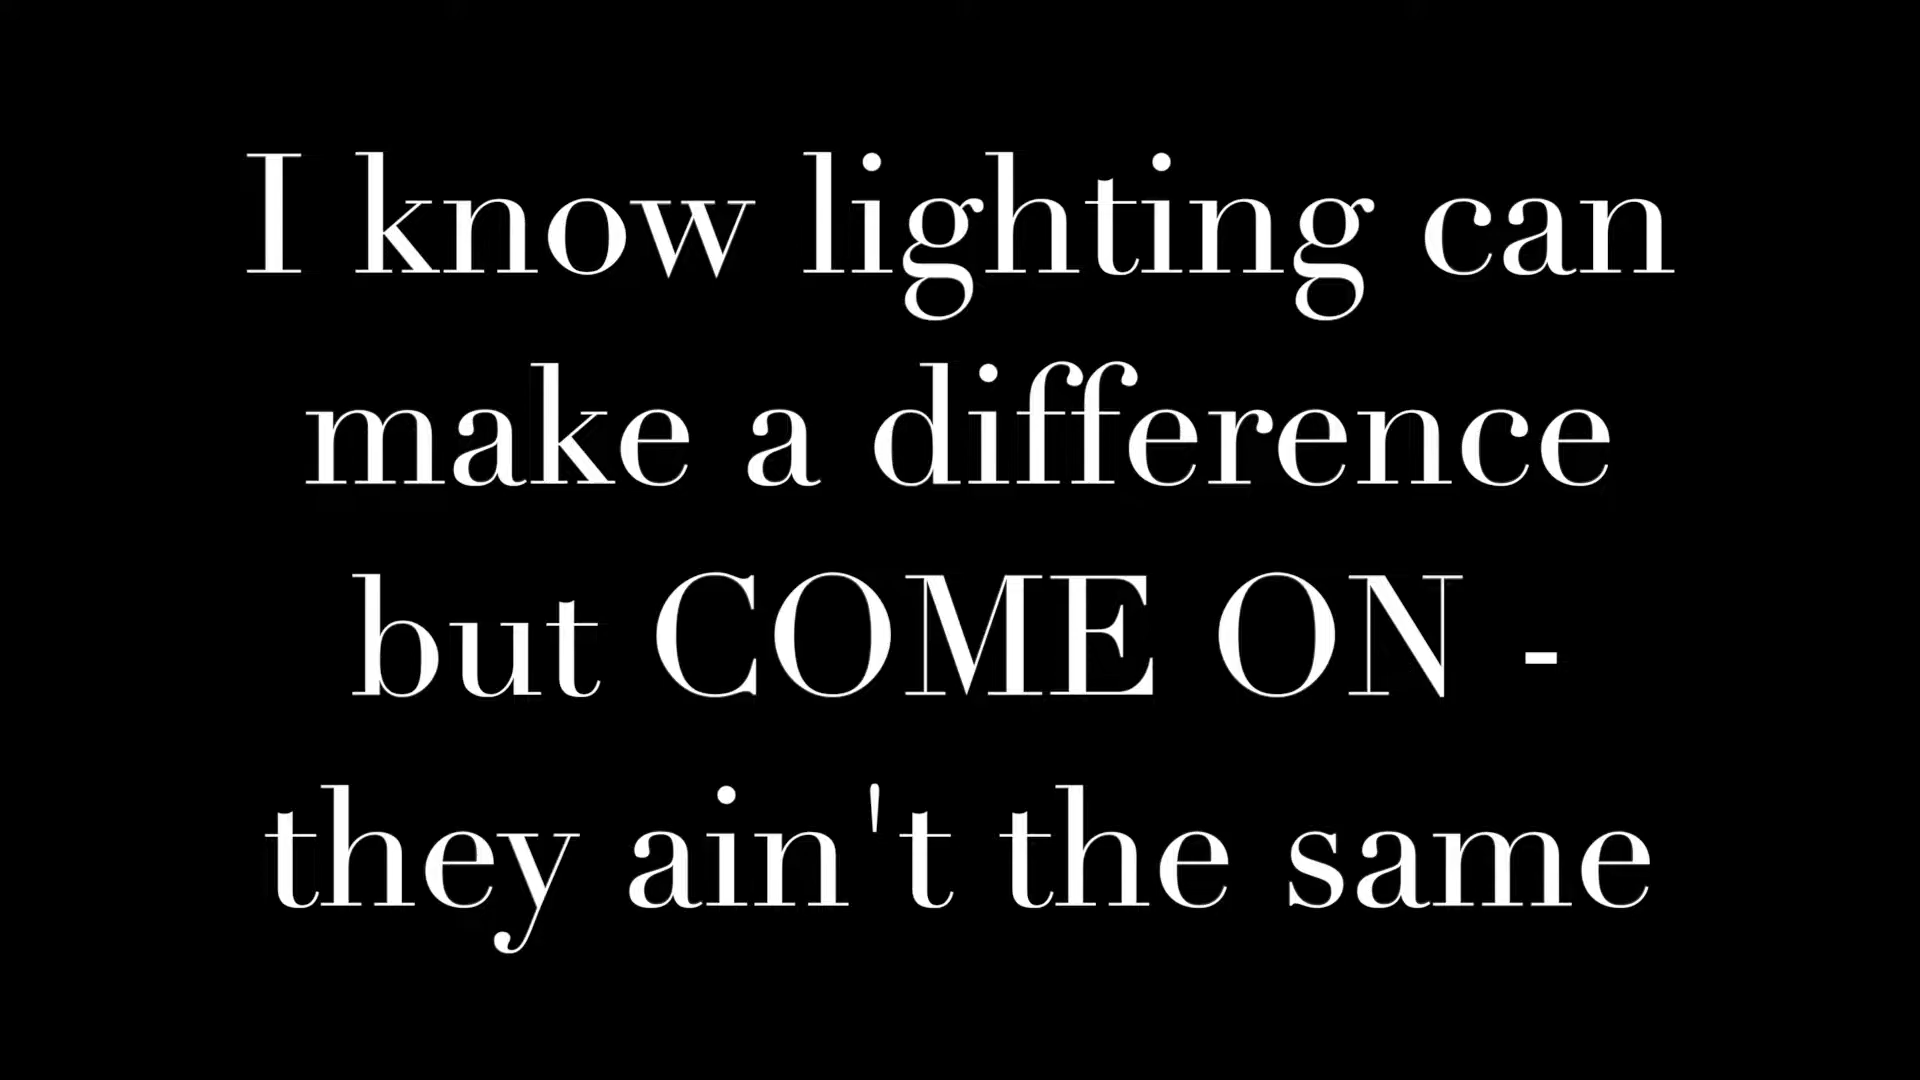 I know lighting can
make a difference
but COME ON -
they ain't the same